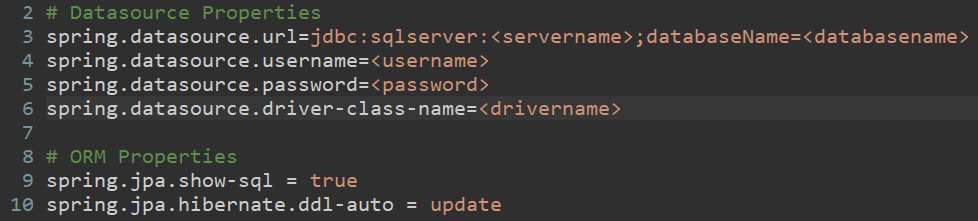 2 # Datasource Properties
3 spring.datasource.url=jdbc:sqlserver:<servername>;databaseName=<databasename>
4 spring.datasource.username=<username>
5 spring.datasource.password=<password>
6 spring.datasource.driver-class-name=<drivername>
7
8 # ORM Properties
9 spring.jpa.show-sql = true
10 spring.jpa.hibernate.ddl-auto = update